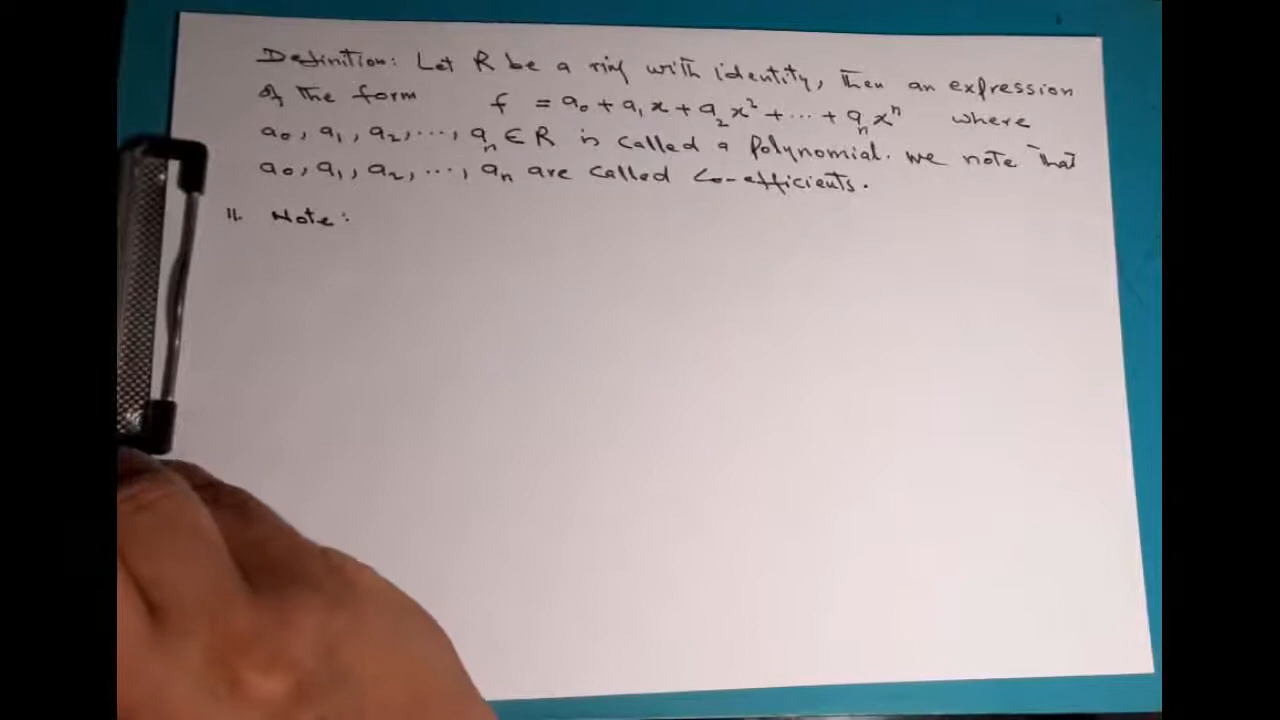 Definition: Let R be a ring with identity, then an expression
of the form f = a₀ + a₁x + a₂x² + ... + aₙxⁿ where
a₀, a₁, a₂, ..., aₙ ∈ R is called a polynomial. we note that
a₀, a₁, a₂, ..., aₙ are called Co-efficients.
11. Note: